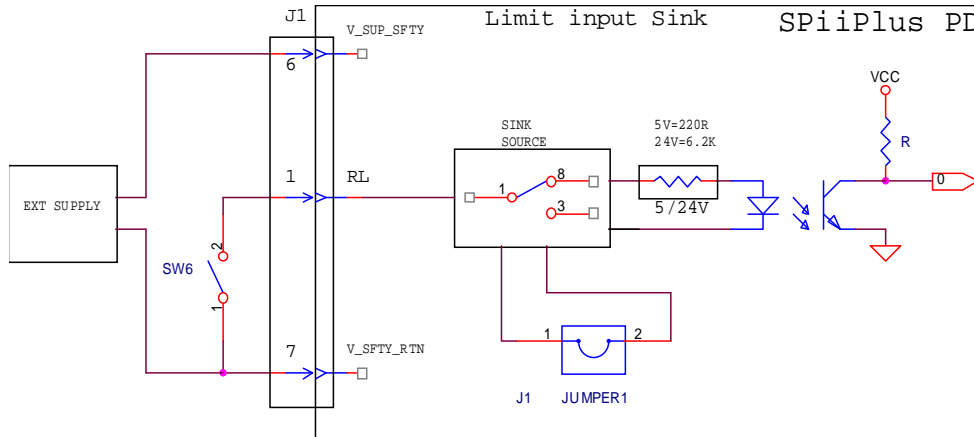 Limit input Sink
SPiiPlus PD
J1
V_SUP_SFTY
6
VCC
SINK
SOURCE
5V=220R
24V=6.2K
R
1
RL
1
8
3
5/24V
0
EXT SUPPLY
2
SW6
1
7
V_SFTY_RTN
1
2
J1
JUMPER1